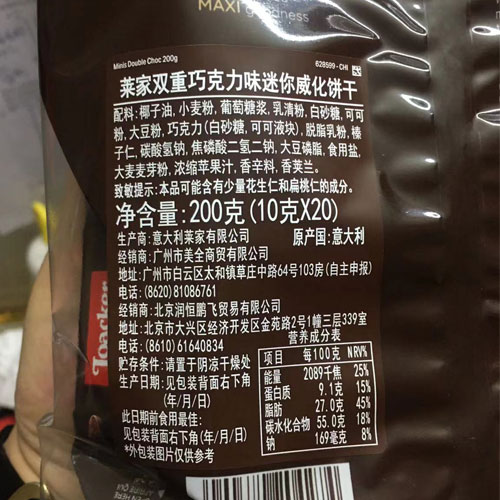 MAXI goodness
Minis Double Choc 200g
628599 - CHI
莱家双重巧克力味迷你威化饼干
配料: 椰子油, 小麦粉, 葡萄糖浆, 乳清粉, 白砂糖, 可可
粉, 大豆粉, 巧克力 (白砂糖, 可可液块), 脱脂乳粉, 榛
子仁, 碳酸氢钠, 焦磷酸二氢二钠, 大豆磷脂, 食用盐,
大麦麦芽粉, 浓缩苹果汁, 香辛料, 香荚兰。
致敏提示: 本品可能含有少量花生仁和扁桃仁的成分。
净含量: 200克 (10克X20)
生产商: 意大利莱家有限公司 原产国: 意大利
经销商: 广州市美全商贸有限公司
地址: 广州市白云区太和镇草庄中路64号103房 (自主申报)
电话: (8620) 81086761
经销商: 北京润恒鹏飞贸易有限公司
地址: 北京市大兴区经济开发区金苑路2号1幢三层339室
电话: (8610) 61640834
贮存条件: 请置于阴凉干燥处
生产日期: 见包装背面右下角
(年/月/日)
此日期前食用最佳:
见包装背面右下角 (年/月/日)
*外包装图片仅供参考
营养成分表
项目 每100克 NRV%
能量 2089千焦 25%
蛋白质 9.1克 15%
脂肪 27.0克 45%
碳水化合物 55.0克 18%
钠 169毫克 8%
Loacker